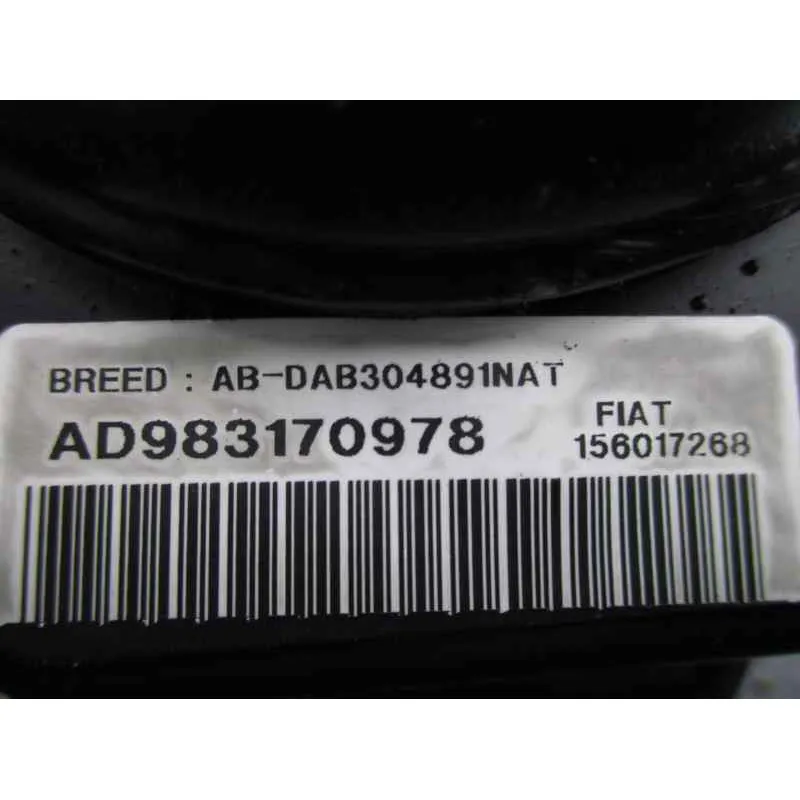 BREED : AB-DAB304891NAT
AD983170978
FIAT
156017268